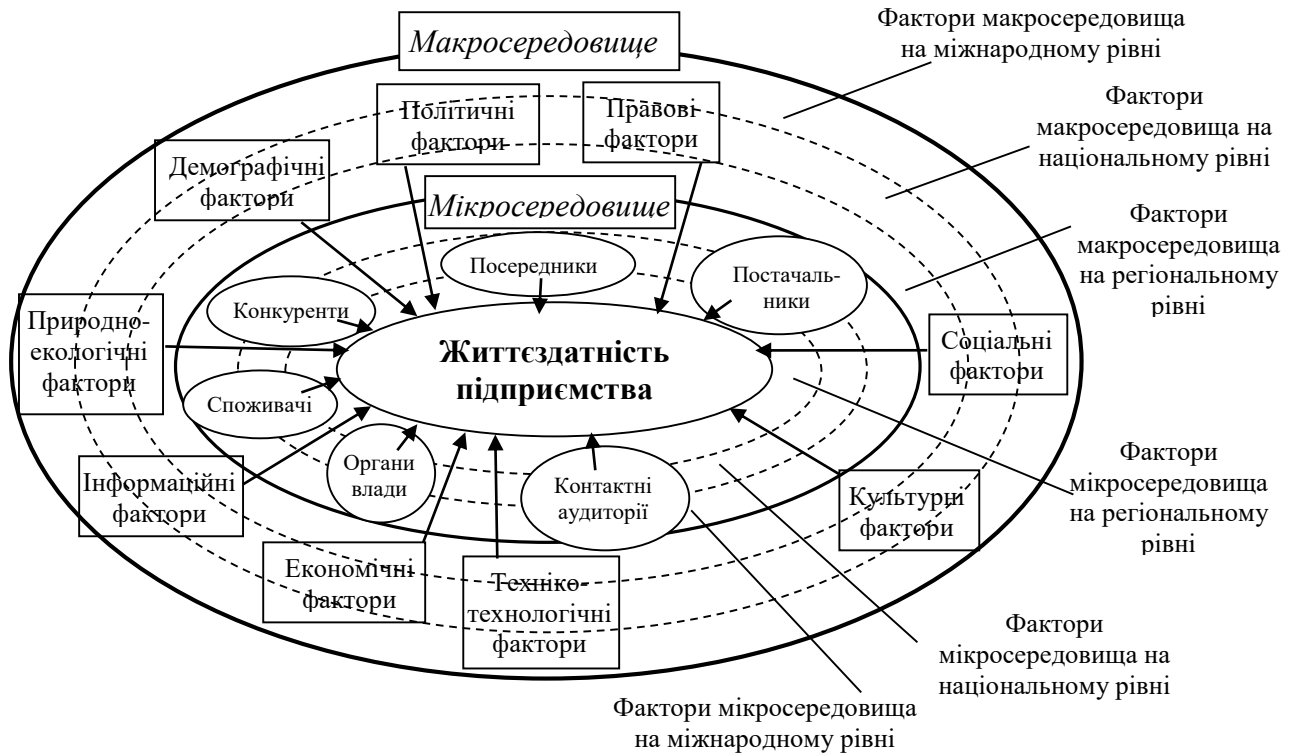 Макросередовище
Фактори макросередовища
на міжнародному рівні
Політичні
фактори
Правові
фактори
Фактори
макросередовища на
національному рівні
Демографічні
фактори
Мікросередовище
Фактори
макросередовища
на регіональному
рівні
Посередники
Постачаль-
ники
Конкуренти
Природно-
екологічні
фактори
Життєздатність
підприємства
Соціальні
фактори
Споживачі
Органи
влади
Контактні
аудиторії
Інформаційні
фактори
Культурні
фактори
Фактори
мікросередовища
на регіональному
рівні
Економічні
фактори
Техніко-
технологічні
фактори
Фактори
мікросередовища на
національному рівні
Фактори мікросередовища
на міжнародному рівні